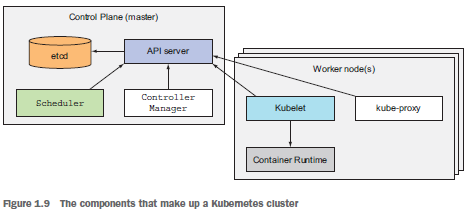 Control Plane (master)
etcd
API server
Scheduler
Controller
Manager
Worker node(s)
Kubelet
kube-proxy
Container Runtime
Figure 1.9 The components that make up a Kubernetes cluster